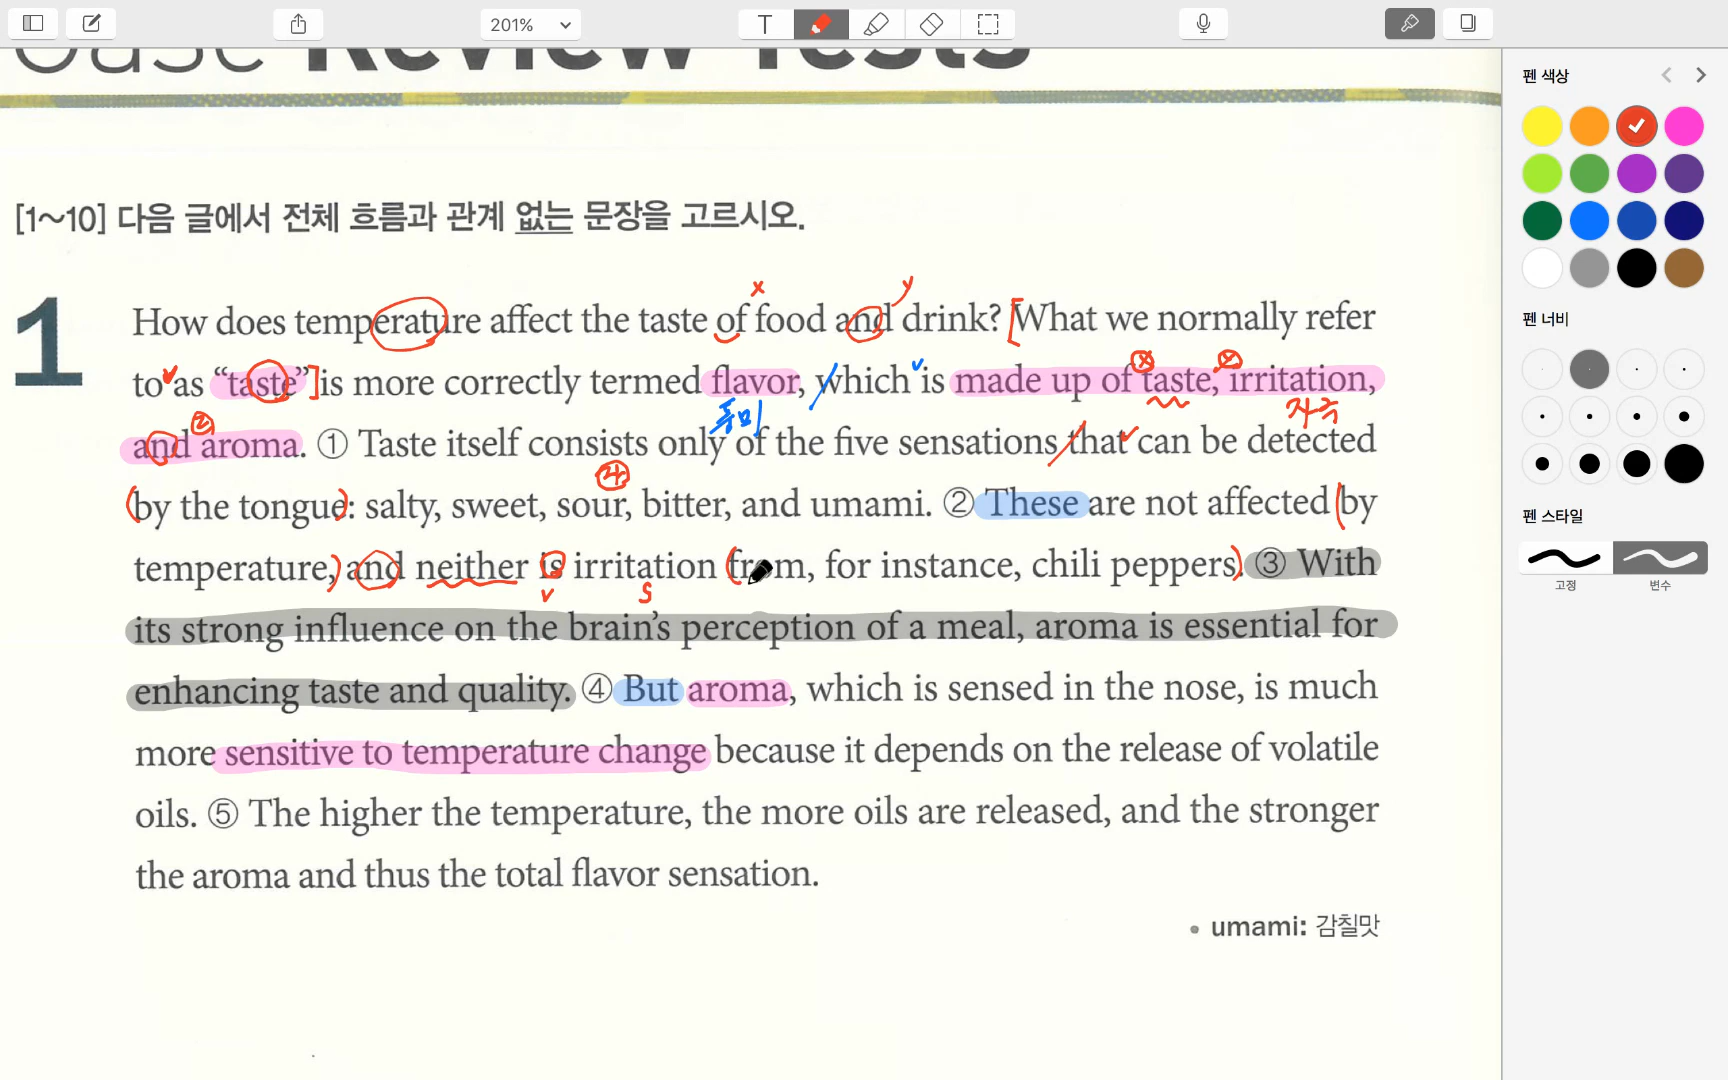 201%
T
Review Tests
펜 색상
[1~10] 다음 글에서 전체 흐름과 관계 없는 문장을 고르시오.
1
x y
How does temperature affect the taste of food and drink? [What we normally refer
to as “taste”] is more correctly termed flavor, which is made up of taste, irritation,
풍미
자극
and aroma. ① Taste itself consists only of the five sensations that can be detected
(by the tongue): salty, sweet, sour, bitter, and umami. ② These are not affected (by
temperature,) and neither is irritation (from, for instance, chili peppers). ③ With
v s
its strong influence on the brain’s perception of a meal, aroma is essential for
enhancing taste and quality. ④ But aroma, which is sensed in the nose, is much
more sensitive to temperature change because it depends on the release of volatile
oils. ⑤ The higher the temperature, the more oils are released, and the stronger
the aroma and thus the total flavor sensation.
• umami: 감칠맛
펜 너비
펜 스타일
고정 변수